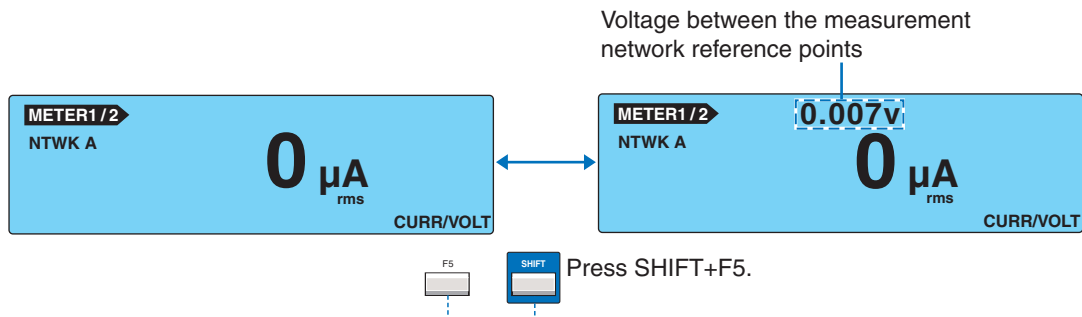 Voltage between the measurement
network reference points
METER1/2
NTWK A
0 µA
rms
CURR/VOLT
METER1/2
0.007v
NTWK A
0 µA
rms
CURR/VOLT
F5
SHIFT
Press SHIFT+F5.